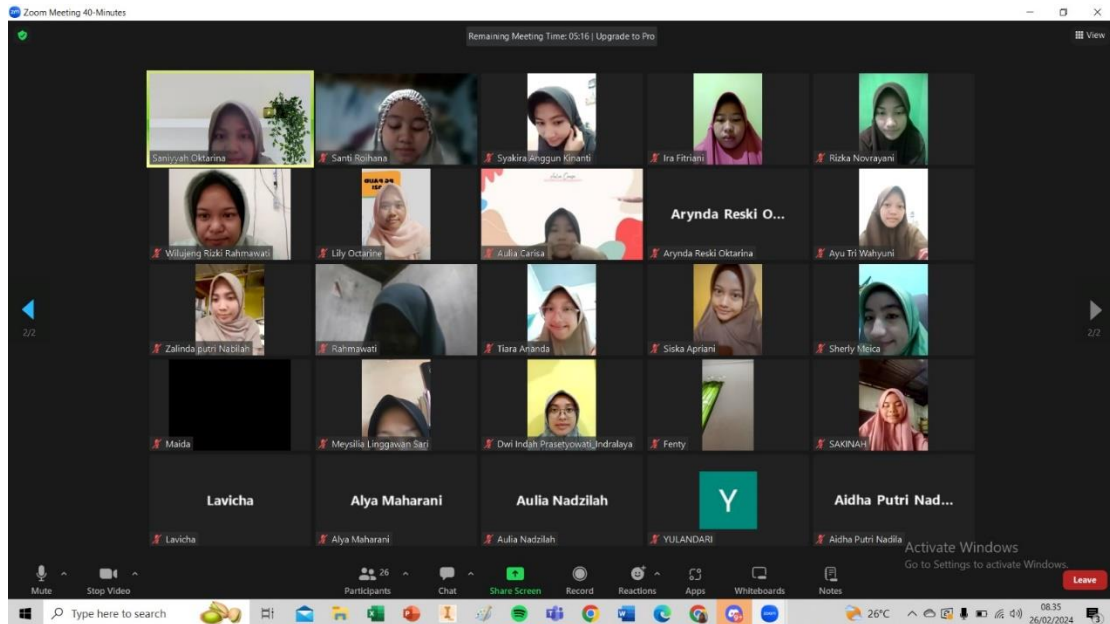 Zoom Meeting 40-Minutes
Remaining Meeting Time: 05:16 | Upgrade to Pro
View
Saniyyah Oktarina
Santi Roihana
Syakira Anggun Kinanti
Ira Fitriani
Rizka Novrayani
Wilujeng Rizki Rahmawati
Lily Octarine
Aulia Carisa
Arynda Reski O...
Arynda Reski Oktarina
Ayu Tri Wahyuni
Zalinda putri Nabilah
Rahmawati
Tiara Ananda
Siska Apriani
Sherly Meica
2/2
2/2
Maida
Meysilia Linggawan Sari
Dwi Indah Prasetyowati_Indralaya
Fenty
SAKINAH
Lavicha
Alya Maharani
Aulia Nadzilah
Y
Aidha Putri Nad...
Lavicha
Alya Maharani
Aulia Nadzilah
YULANDARI
Aidha Putri Nadila
Activate Windows
Go to Settings to activate Windows.
Mute
Stop Video
Participants
26
Chat
Share Screen
Record
Reactions
Apps
Whiteboards
Notes
Leave
Type here to search
26°C
08.35
26/02/2024